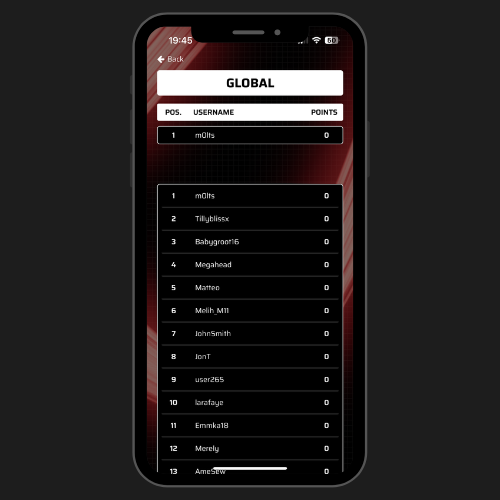 19:45
60
← Back
GLOBAL
POS. USERNAME POINTS
1 m0lts 0
1 m0lts 0
2 Tillyblissx 0
3 Babygroot16 0
4 Megahead 0
5 Matteo 0
6 Melih_M11 0
7 JohnSmith 0
8 JonT 0
9 user265 0
10 larafaye 0
11 Emmka18 0
12 Merely 0
13 AmeSew 0